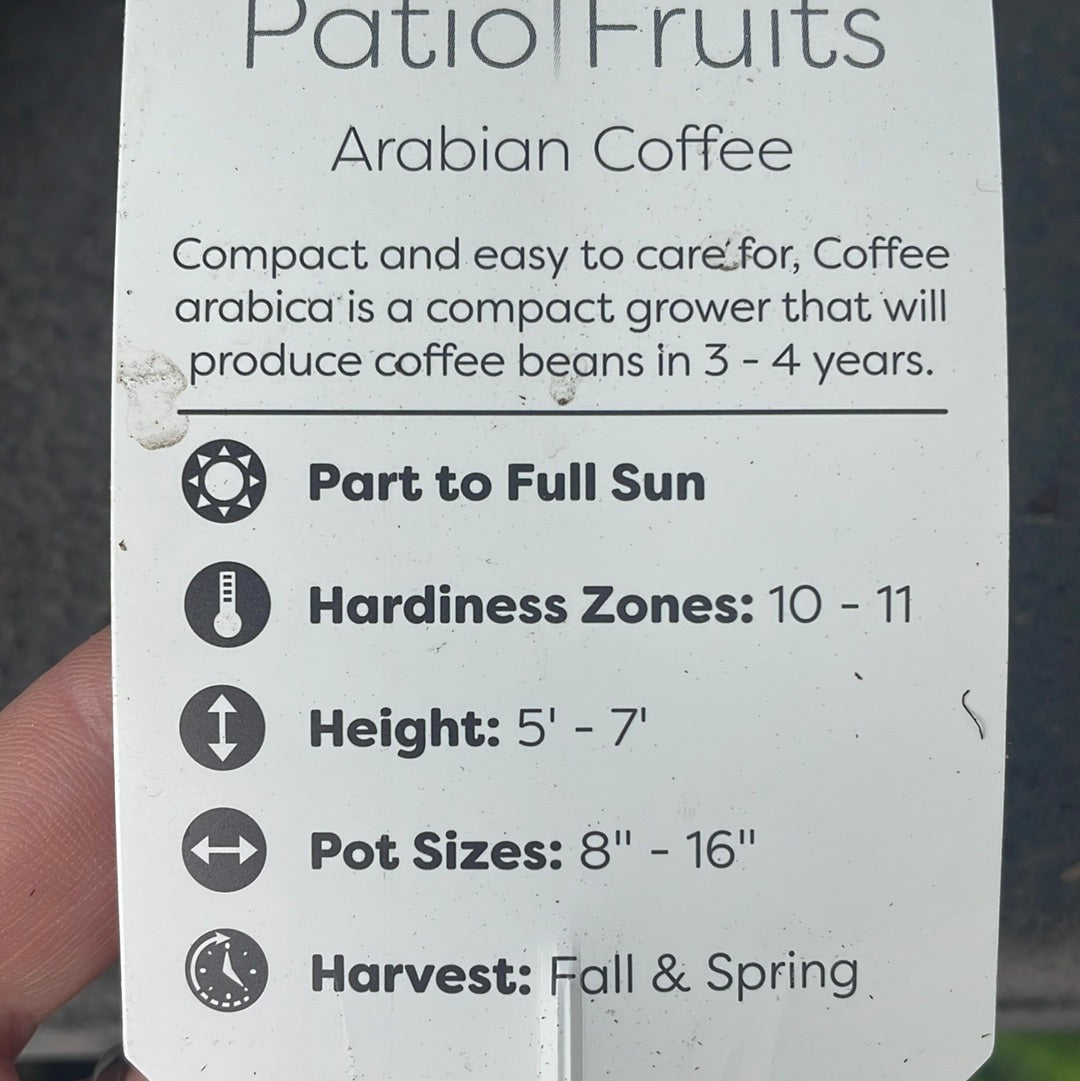 Patio|Fruits
Arabian Coffee
Compact and easy to care for, Coffee
arabica is a compact grower that will
produce coffee beans in 3 - 4 years.
Part to Full Sun
Hardiness Zones: 10 - 11
Height: 5' - 7'
Pot Sizes: 8" - 16"
Harvest: Fall & Spring